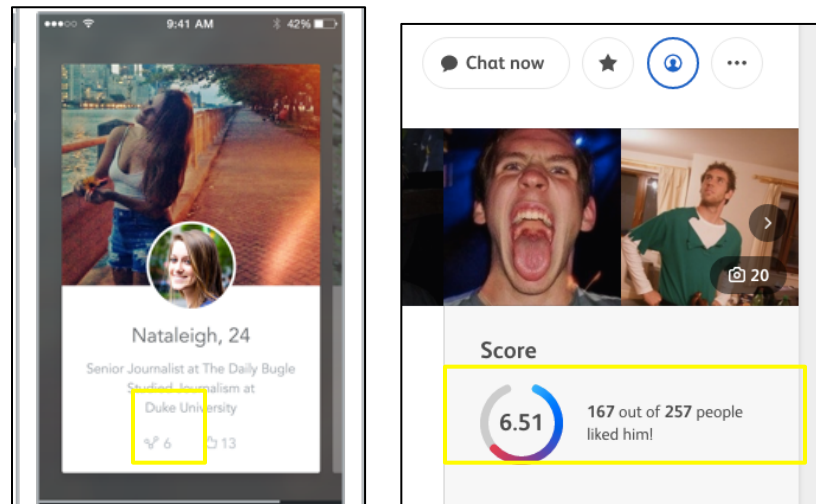 9:41 AM
42%
Nataleigh, 24
Senior Journalist at The Daily Bugle
Studied Journalism at
Duke University
6
13
Chat now
20
Score
6.51
167 out of 257 people
liked him!